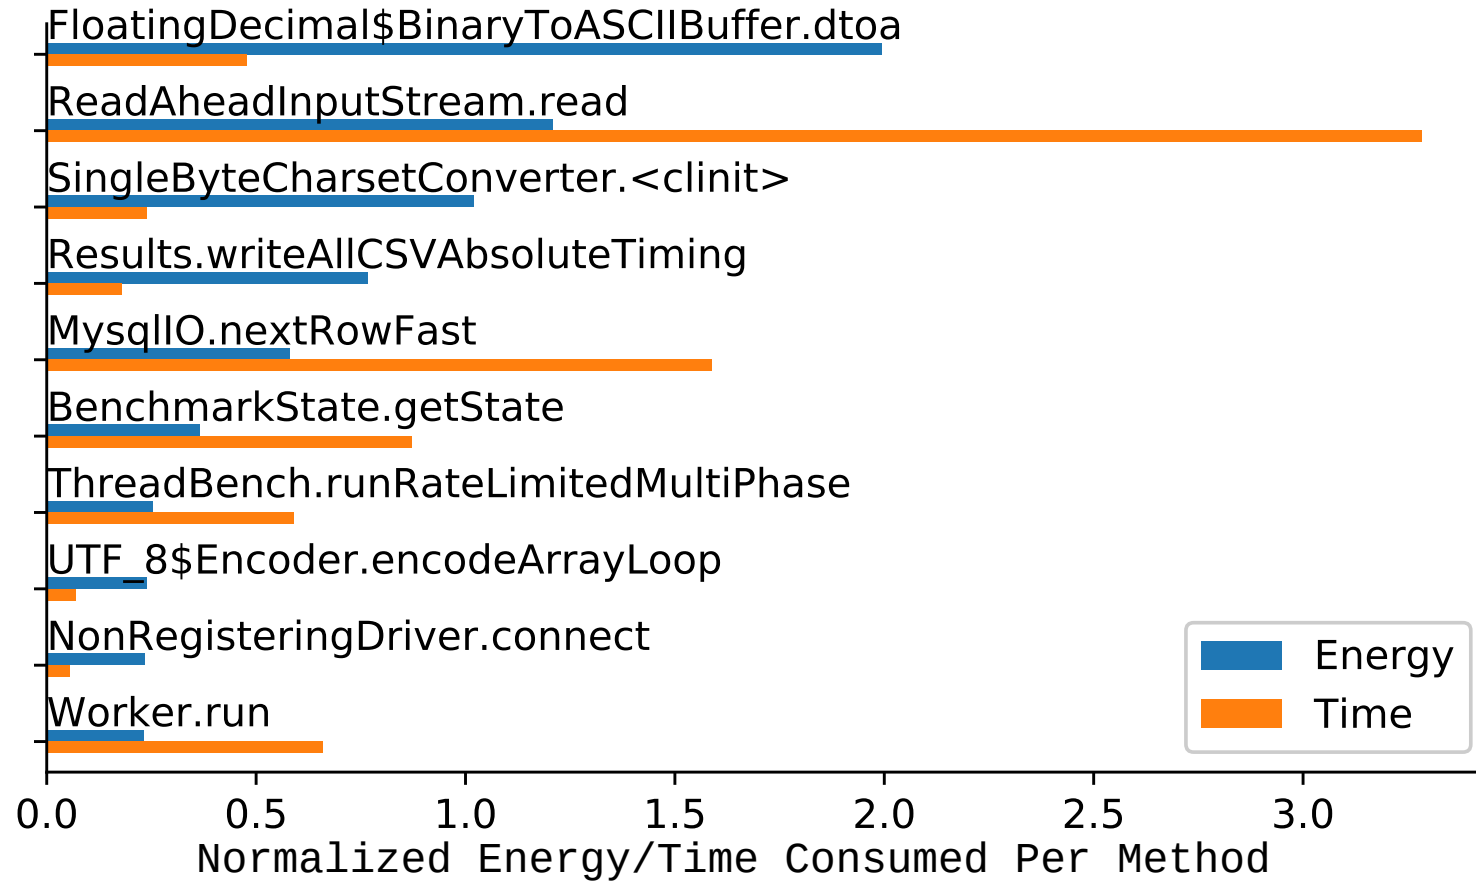 FloatingDecimal$BinaryToASCIIBuffer.dtoa
ReadAheadInputStream.read
SingleByteCharsetConverter.<clinit>
Results.writeAllCSVAbsoluteTiming
MysqlIO.nextRowFast
BenchmarkState.getState
ThreadBench.runRateLimitedMultiPhase
UTF_8$Encoder.encodeArrayLoop
NonRegisteringDriver.connect
Worker.run
Energy
Time
0.0 0.5 1.0 1.5 2.0 2.5 3.0
Normalized Energy/Time Consumed Per Method